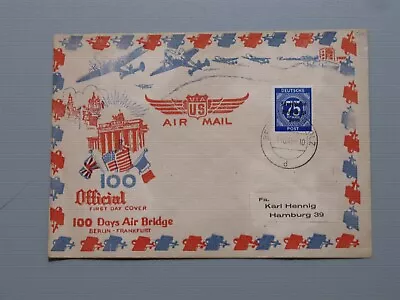 VIA
US
AIR MAIL
DEUTSCHE
75
POST
d
100
Official
FIRST DAY COVER
100 Days Air Bridge
BERLIN - FRANKFURT
Fa.
Karl Hennig
Hamburg 39